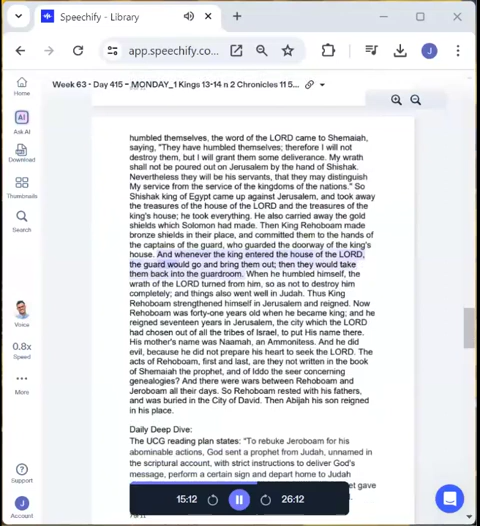 Speechify - Library
app.speechify.co...
J
Week 63 - Day 415 – MONDAY_1 Kings 13-14 n 2 Chronicles 11 5...
Home
AI
Ask AI
Download
Thumbnails
Search
Voice
0.8x
Speed
More
Support
J
Account
humbled themselves, the word of the LORD came to Shemaiah,
saying, "They have humbled themselves; therefore I will not
destroy them, but I will grant them some deliverance. My wrath
shall not be poured out on Jerusalem by the hand of Shishak.
Nevertheless they will be his servants, that they may distinguish
My service from the service of the kingdoms of the nations." So
Shishak king of Egypt came up against Jerusalem, and took away
the treasures of the house of the LORD and the treasures of the
king's house; he took everything. He also carried away the gold
shields which Solomon had made. Then King Rehoboam made
bronze shields in their place, and committed them to the hands of
the captains of the guard, who guarded the doorway of the king's
house. And whenever the king entered the house of the LORD,
the guard would go and bring them out; then they would take
them back into the guardroom. When he humbled himself, the
wrath of the LORD turned from him, so as not to destroy him
completely; and things also went well in Judah. Thus King
Rehoboam strengthened himself in Jerusalem and reigned. Now
Rehoboam was forty-one years old when he became king; and he
reigned seventeen years in Jerusalem, the city which the LORD
had chosen out of all the tribes of Israel, to put His name there.
His mother's name was Naamah, an Ammonitess. And he did
evil, because he did not prepare his heart to seek the LORD. The
acts of Rehoboam, first and last, are they not written in the book
of Shemaiah the prophet, and of Iddo the seer concerning
genealogies? And there were wars between Rehoboam and
Jeroboam all their days. So Rehoboam rested with his fathers,
and was buried in the City of David. Then Abijah his son reigned
in his place.
Daily Deep Dive:
The UCG reading plan states: "To rebuke Jeroboam for his
abominable actions, God sent a prophet from Judah, unnamed in
the scriptural account, with strict instructions to deliver God's
message, perform a certain sign and depart home to Judah
et gave
15:12
26:12